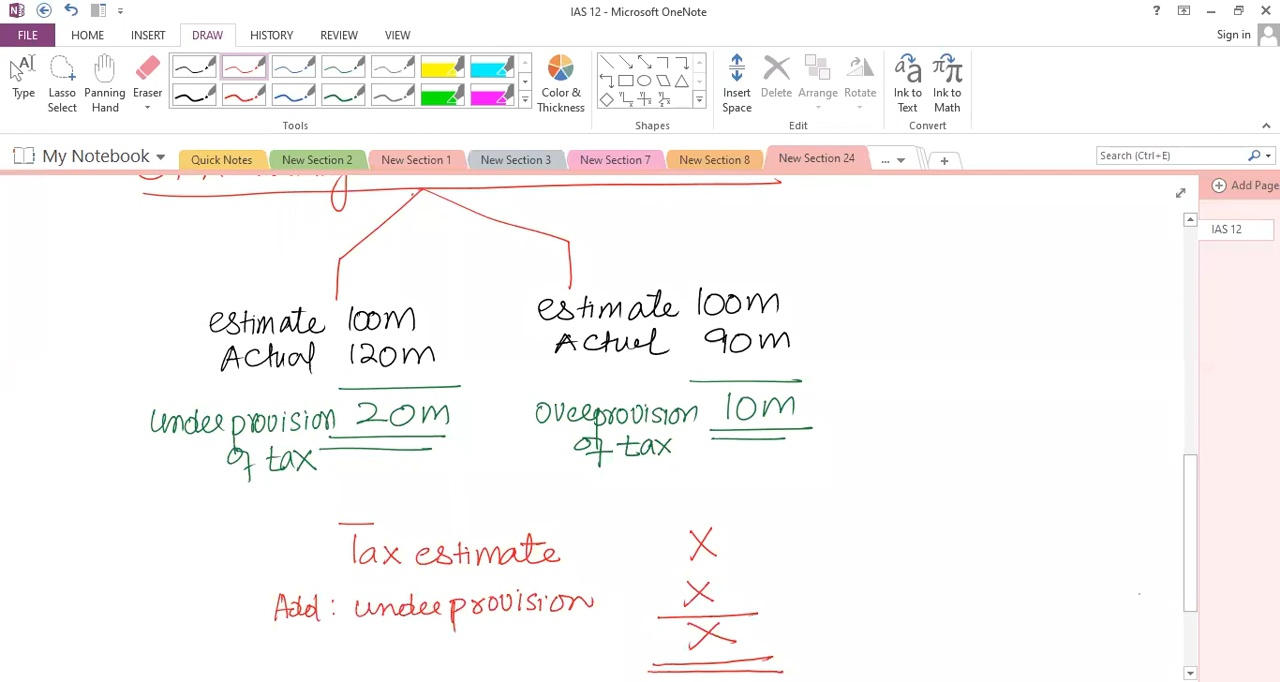 IAS 12 - Microsoft OneNote
?
FILE HOME INSERT DRAW HISTORY REVIEW VIEW
Sign in
Type Lasso Select Panning Hand Eraser
Color & Thickness
Insert Space Delete Arrange Rotate
Ink to Text Ink to Math
Tools Shapes Edit Convert
My Notebook Quick Notes New Section 2 New Section 1 New Section 3 New Section 7 New Section 8 New Section 24 ... +
Search (Ctrl+E)
Add Page
IAS 12
estimate 100m
Actual 120m
underprovision 20m
of tax
estimate 100m
Actual 90m
overprovision 10m
of tax
Tax estimate X
Add: underprovision X
X